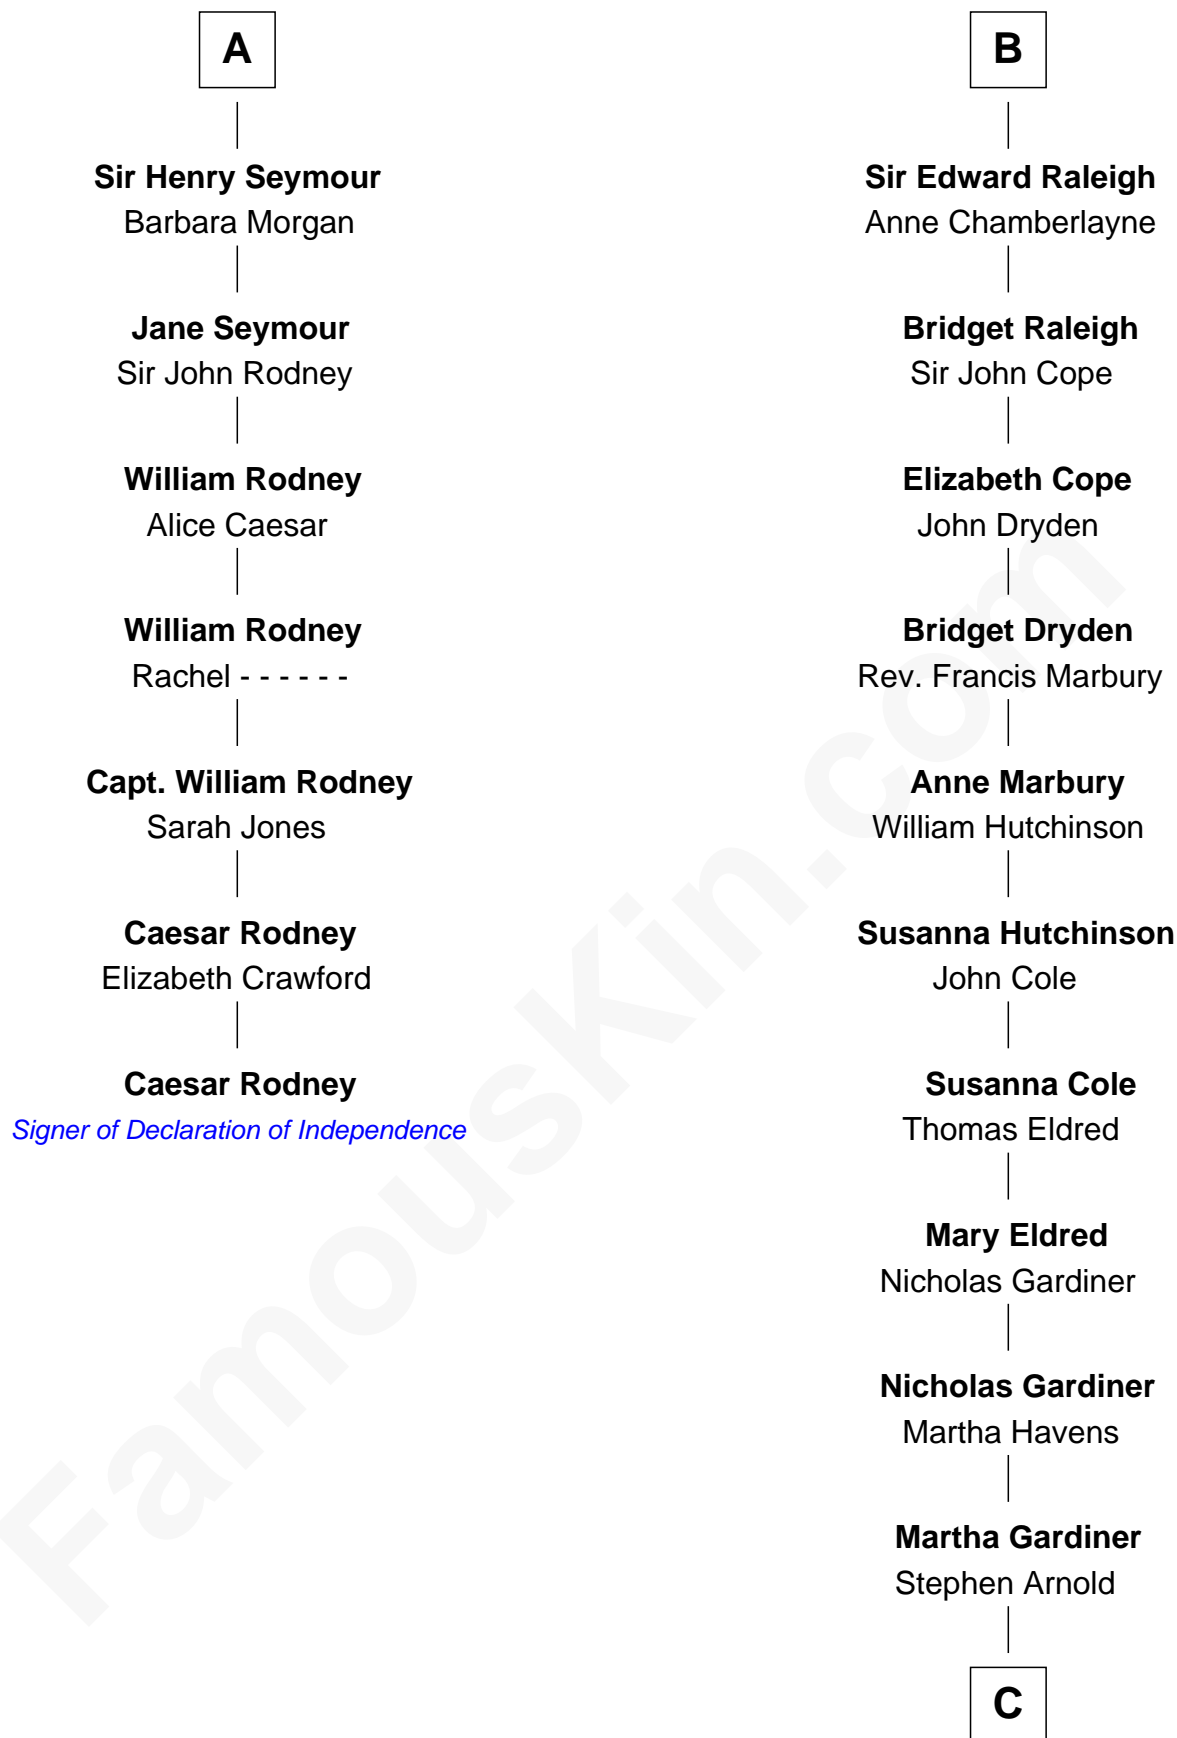 A
Sir Henry Seymour
Barbara Morgan
Jane Seymour
Sir John Rodney
William Rodney
Alice Caesar
William Rodney
Rachel - - - - - -
Capt. William Rodney
Sarah Jones
Caesar Rodney
Elizabeth Crawford
Caesar Rodney
Signer of Declaration of Independence
B
Sir Edward Raleigh
Anne Chamberlayne
Bridget Raleigh
Sir John Cope
Elizabeth Cope
John Dryden
Bridget Dryden
Rev. Francis Marbury
Anne Marbury
William Hutchinson
Susanna Hutchinson
John Cole
Susanna Cole
Thomas Eldred
Mary Eldred
Nicholas Gardiner
Nicholas Gardiner
Martha Havens
Martha Gardiner
Stephen Arnold
C
FamousKin.com